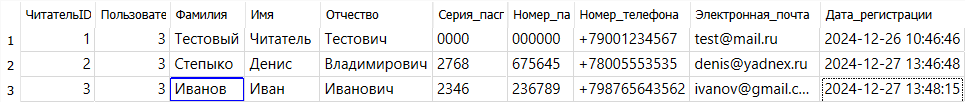 ЧитательID Пользовате Фамилия Имя Отчество Серия_пасп Номер_па Номер_телефона Электронная_почта Дата_регистрации
1 1 3 Тестовый Читатель Тестович 0000 000000 +79001234567 test@mail.ru 2024-12-26 10:46:46
2 2 3 Степыко Денис Владимирович 2768 675645 +78005553535 denis@yadnex.ru 2024-12-27 13:46:48
3 3 3 Иванов Иван Иванович 2346 236789 +798765643562 ivanov@gmail.c... 2024-12-27 13:48:15